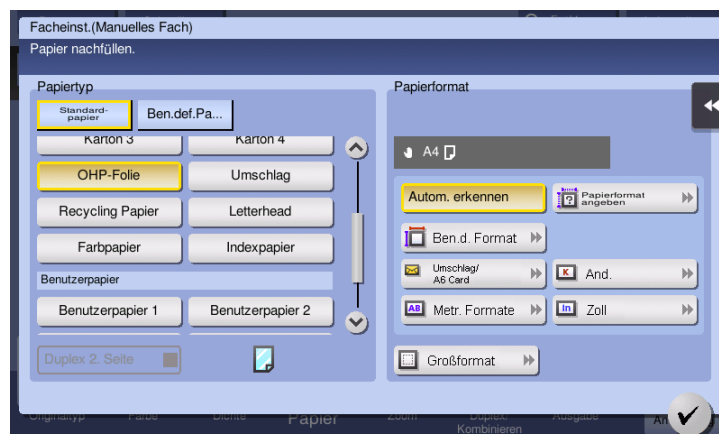 Facheinst.(Manuelles Fach)
Papier nachfüllen.
Papiertyp
Standard-
papier
Ben.def.Pa...
Karton 3
Karton 4
OHP-Folie
Umschlag
Recycling Papier
Letterhead
Farbpapier
Indexpapier
Benutzerpapier
Benutzerpapier 1
Benutzerpapier 2
Duplex 2. Seite
Papierformat
A4
Autom. erkennen
?
Papierformat
angeben
Ben.d. Format
Umschlag/
A6 Card
K
And.
AB
Metr. Formate
In
Zoll
Großformat
Originaltyp
Farbe
Dichte
Papier
Zoom
Duplex/
Kombinieren
Ausgabe